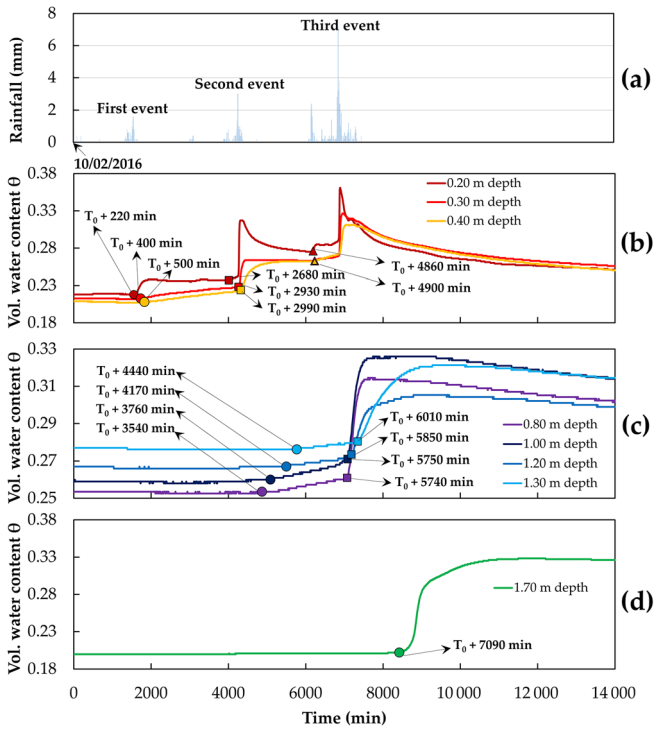 8
6
4
2
0
Rainfall (mm)
First event
Second event
Third event
(a)
10/02/2016
0.38
0.33
0.28
0.23
0.18
Vol. water content θ
T0 + 220 min
T0 + 400 min
T0 + 500 min
T0 + 2680 min
T0 + 2930 min
T0 + 2990 min
T0 + 4860 min
T0 + 4900 min
0.20 m depth
0.30 m depth
0.40 m depth
(b)
0.33
0.31
0.29
0.27
0.25
Vol. water content θ
T0 + 4440 min
T0 + 4170 min
T0 + 3760 min
T0 + 3540 min
T0 + 6010 min
T0 + 5850 min
T0 + 5750 min
T0 + 5740 min
0.80 m depth
1.00 m depth
1.20 m depth
1.30 m depth
(c)
0.38
0.33
0.28
0.23
0.18
Vol. water content θ
1.70 m depth
T0 + 7090 min
(d)
0 2000 4000 6000 8000 10 000 12 000 14 000
Time (min)